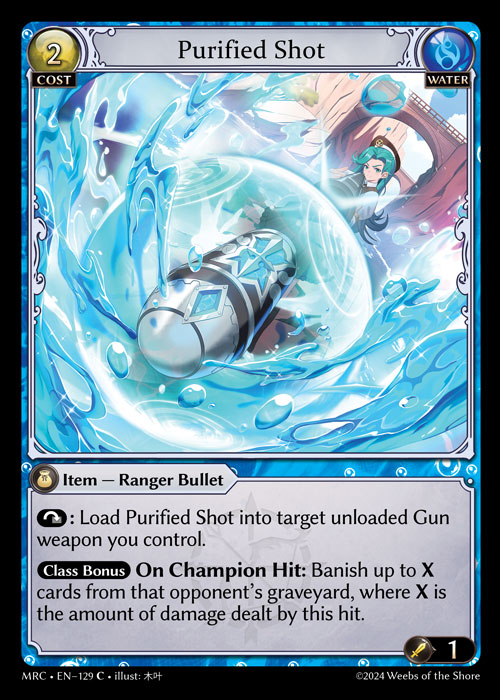 2
Purified Shot
COST
WATER
Item — Ranger Bullet
: Load Purified Shot into target unloaded Gun
weapon you control.
Class Bonus On Champion Hit: Banish up to X
cards from that opponent's graveyard, where X is
the amount of damage dealt by this hit.
1
MRC • EN–129 C • illust: 木叶
©2024 Weebs of the Shore